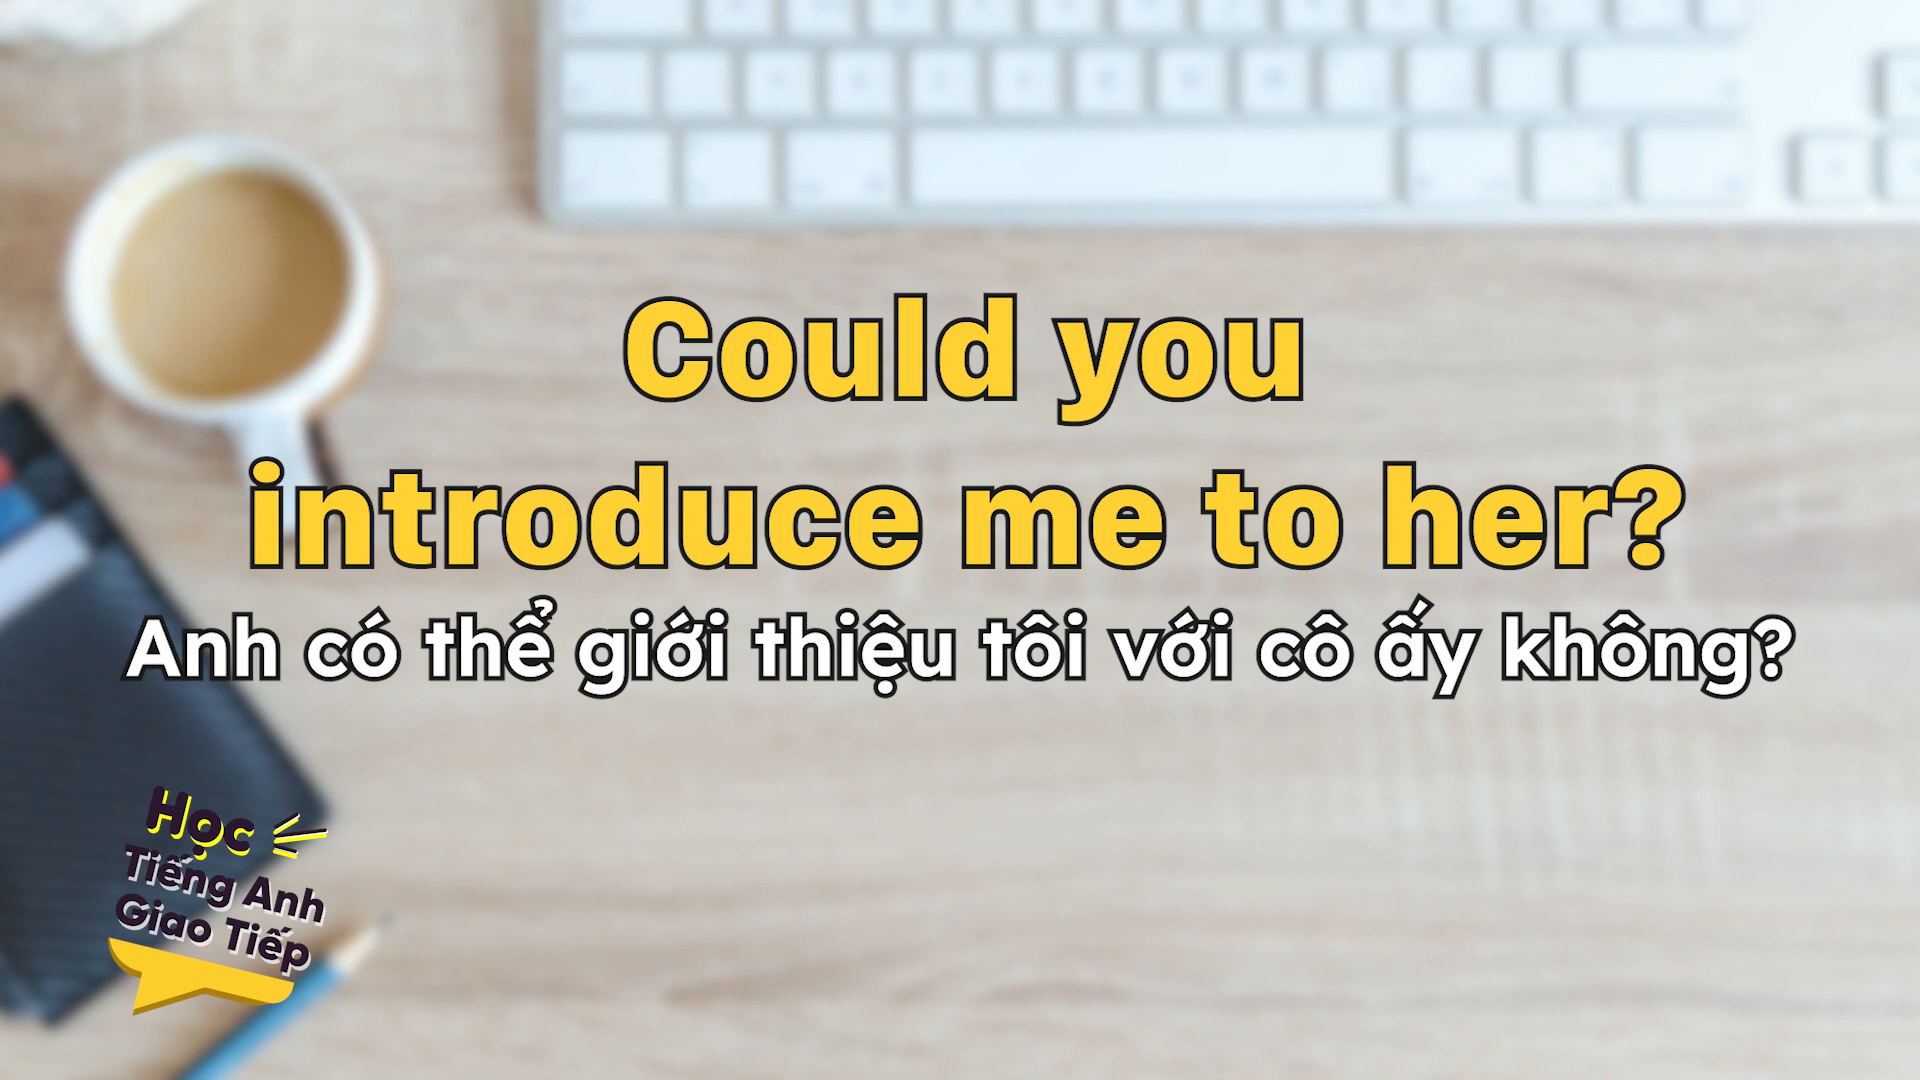 Could you
introduce me to her?
Anh có thể giới thiệu tôi với cô ấy không?
Học
Tiếng Anh
Giao Tiếp